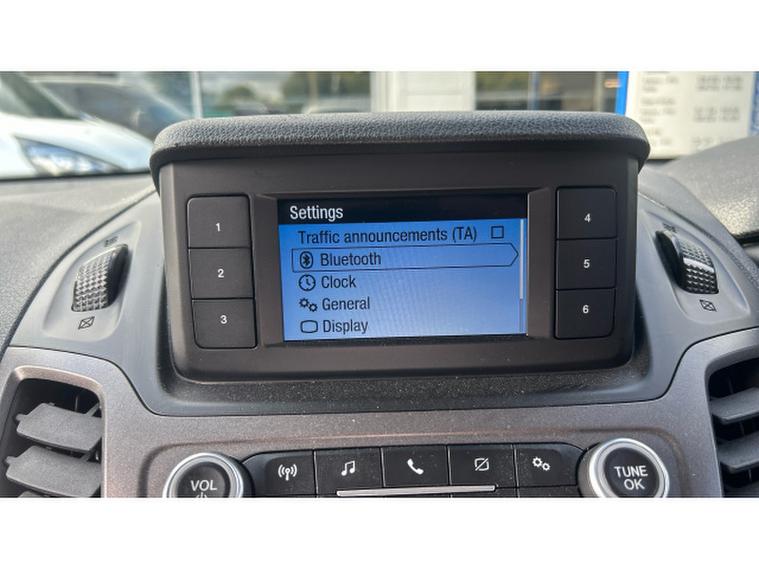 Settings
Traffic announcements (TA)
Bluetooth
Clock
General
Display
1
2
3
4
5
6
VOL
TUNE
OK